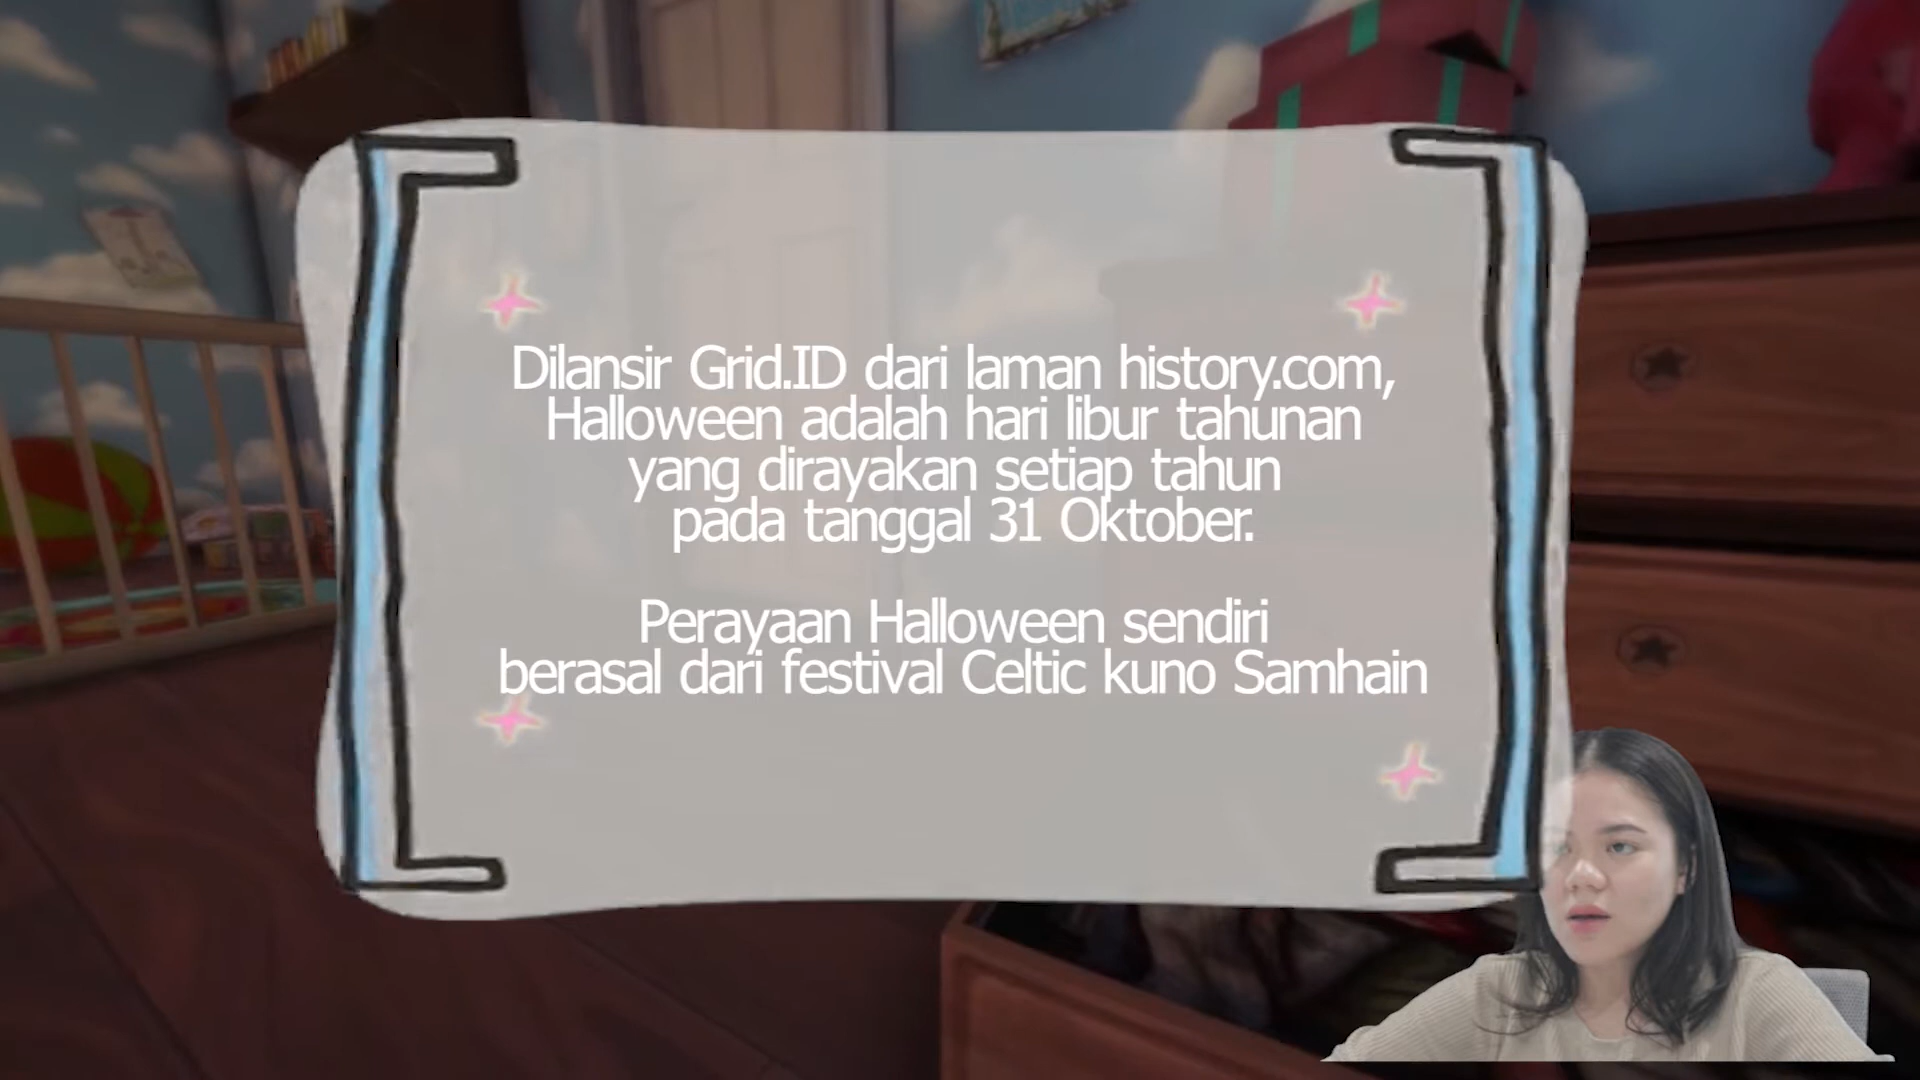 Dilansir Grid.ID dari laman history.com,
Halloween adalah hari libur tahunan
yang dirayakan setiap tahun
pada tanggal 31 Oktober.
Perayaan Halloween sendiri
berasal dari festival Celtic kuno Samhain